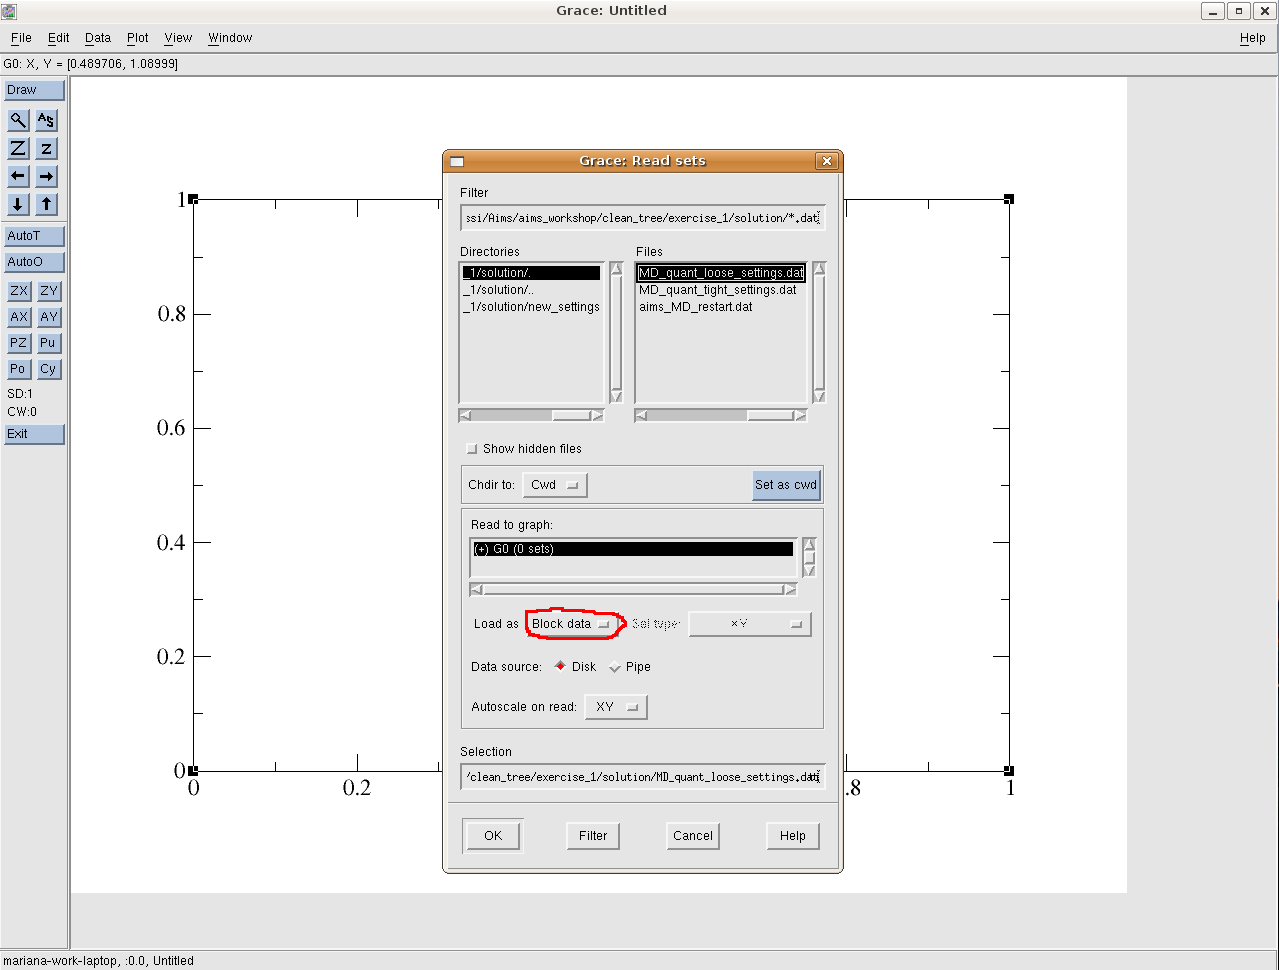 Grace: Untitled
File Edit Data Plot View Window Help
G0: X, Y = [0.489706, 1.08999]
Draw
As
Z z
AutoT
AutoO
ZX ZY
AX AY
PZ Pu
Po Cy
SD:1
CW:0
Exit
1
0.8
0.6
0.4
0.2
0
0 0.2 .8 1
Grace: Read sets
Filter
ssi/Aims/aims_workshop/clean_tree/exercise_1/solution/*.dat
Directories Files
_1/solution/. MD_quant_loose_settings.dat
_1/solution/.. MD_quant_tight_settings.dat
_1/solution/new_settings aims_MD_restart.dat
Show hidden files
Chdir to: Cwd Set as cwd
Read to graph:
(+) G0 (0 sets)
Load as Block data Set type: XY
Data source: Disk Pipe
Autoscale on read: XY
Selection
/clean_tree/exercise_1/solution/MD_quant_loose_settings.dat
OK Filter Cancel Help
mariana-work-laptop, :0.0, Untitled